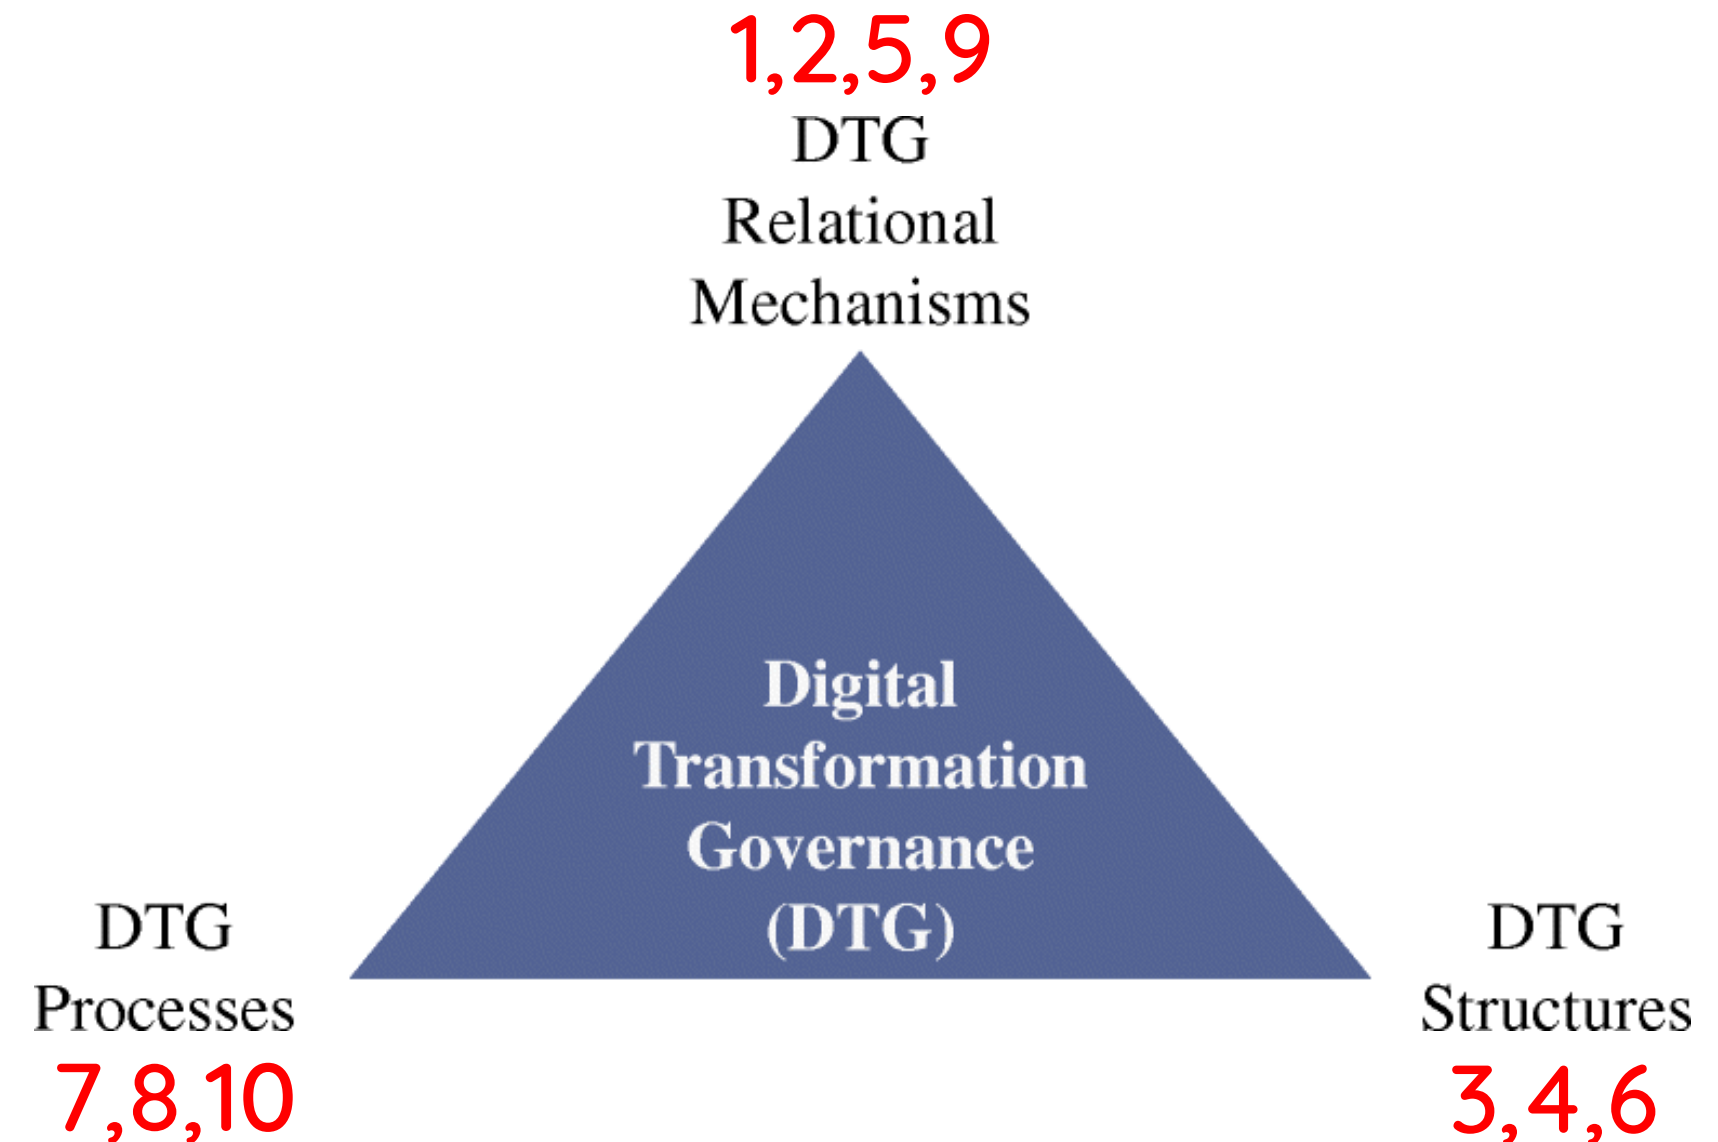 1,2,5,9
DTG
Relational
Mechanisms
Digital
Transformation
Governance
(DTG)
DTG
Processes
7,8,10
DTG
Structures
3,4,6